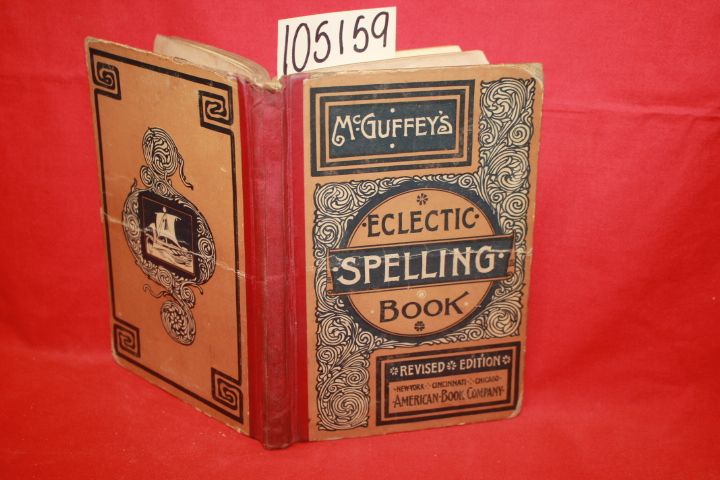 105159
McGUFFEY'S
ECLECTIC
SPELLING
BOOK
REVISED EDITION
NEW YORK · CINCINNATI · CHICAGO
AMERICAN · BOOK COMPANY